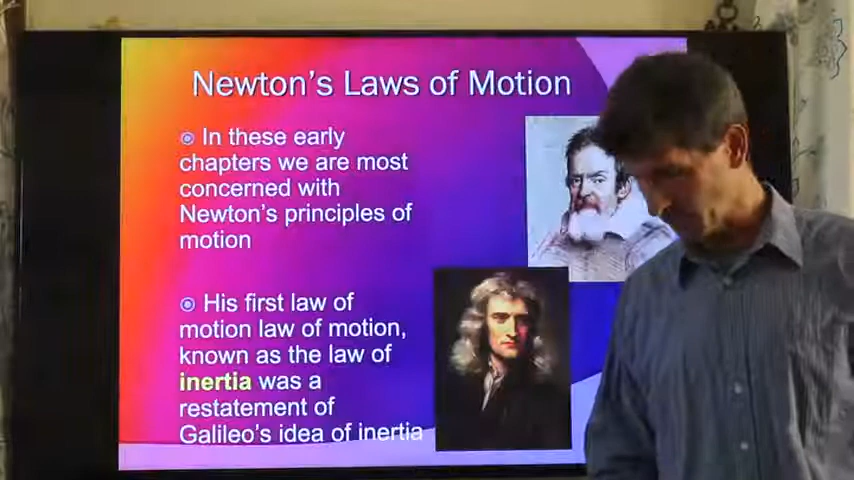 Newton's Laws of Motion
In these early
chapters we are most
concerned with
Newton's principles of
motion
His first law of
motion law of motion,
known as the law of
inertia was a
restatement of
Galileo's idea of inertia